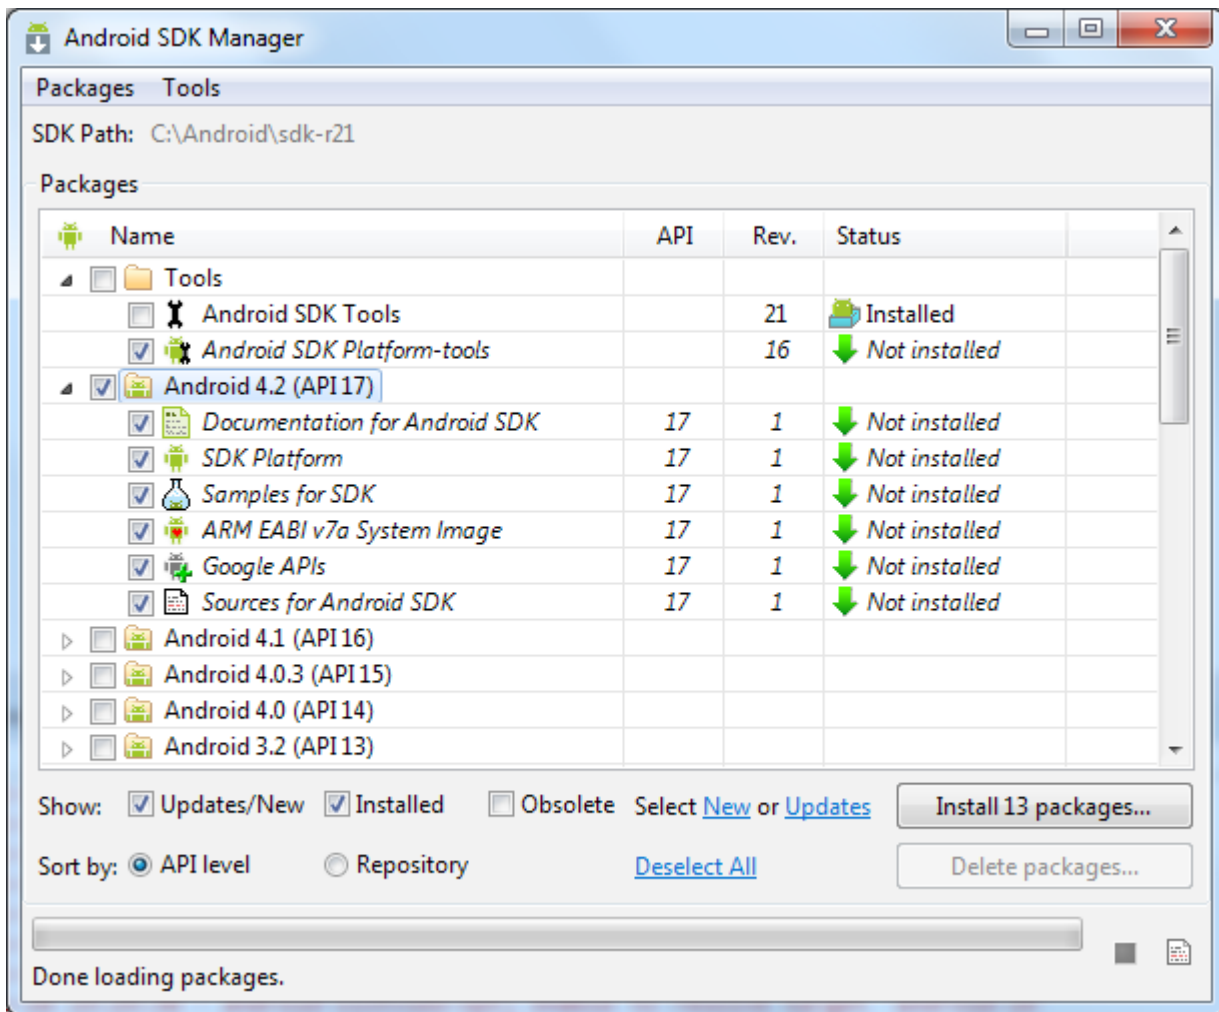 Android SDK Manager
Packages Tools
SDK Path: C:\Android\sdk-r21
Packages
Name API Rev. Status
Tools
Android SDK Tools 21 Installed
Android SDK Platform-tools 16 Not installed
Android 4.2 (API 17)
Documentation for Android SDK 17 1 Not installed
SDK Platform 17 1 Not installed
Samples for SDK 17 1 Not installed
ARM EABI v7a System Image 17 1 Not installed
Google APIs 17 1 Not installed
Sources for Android SDK 17 1 Not installed
Android 4.1 (API 16)
Android 4.0.3 (API 15)
Android 4.0 (API 14)
Android 3.2 (API 13)
Show: Updates/New Installed Obsolete Select New or Updates Install 13 packages...
Sort by: API level Repository Deselect All Delete packages...
Done loading packages.